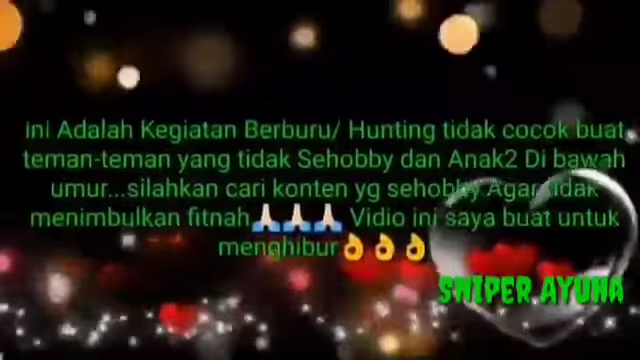 Ini Adalah Kegiatan Berburu/ Hunting tidak cocok buat
teman-teman yang tidak Sehobby dan Anak2 Di bawah
umur...silahkan cari konten yg sehobby Agar tidak
menimbulkan fitnah🙏🏻🙏🏻🙏🏻 Vidio ini saya buat untuk
menghibur👌👌👌
SNIPER AYUNA